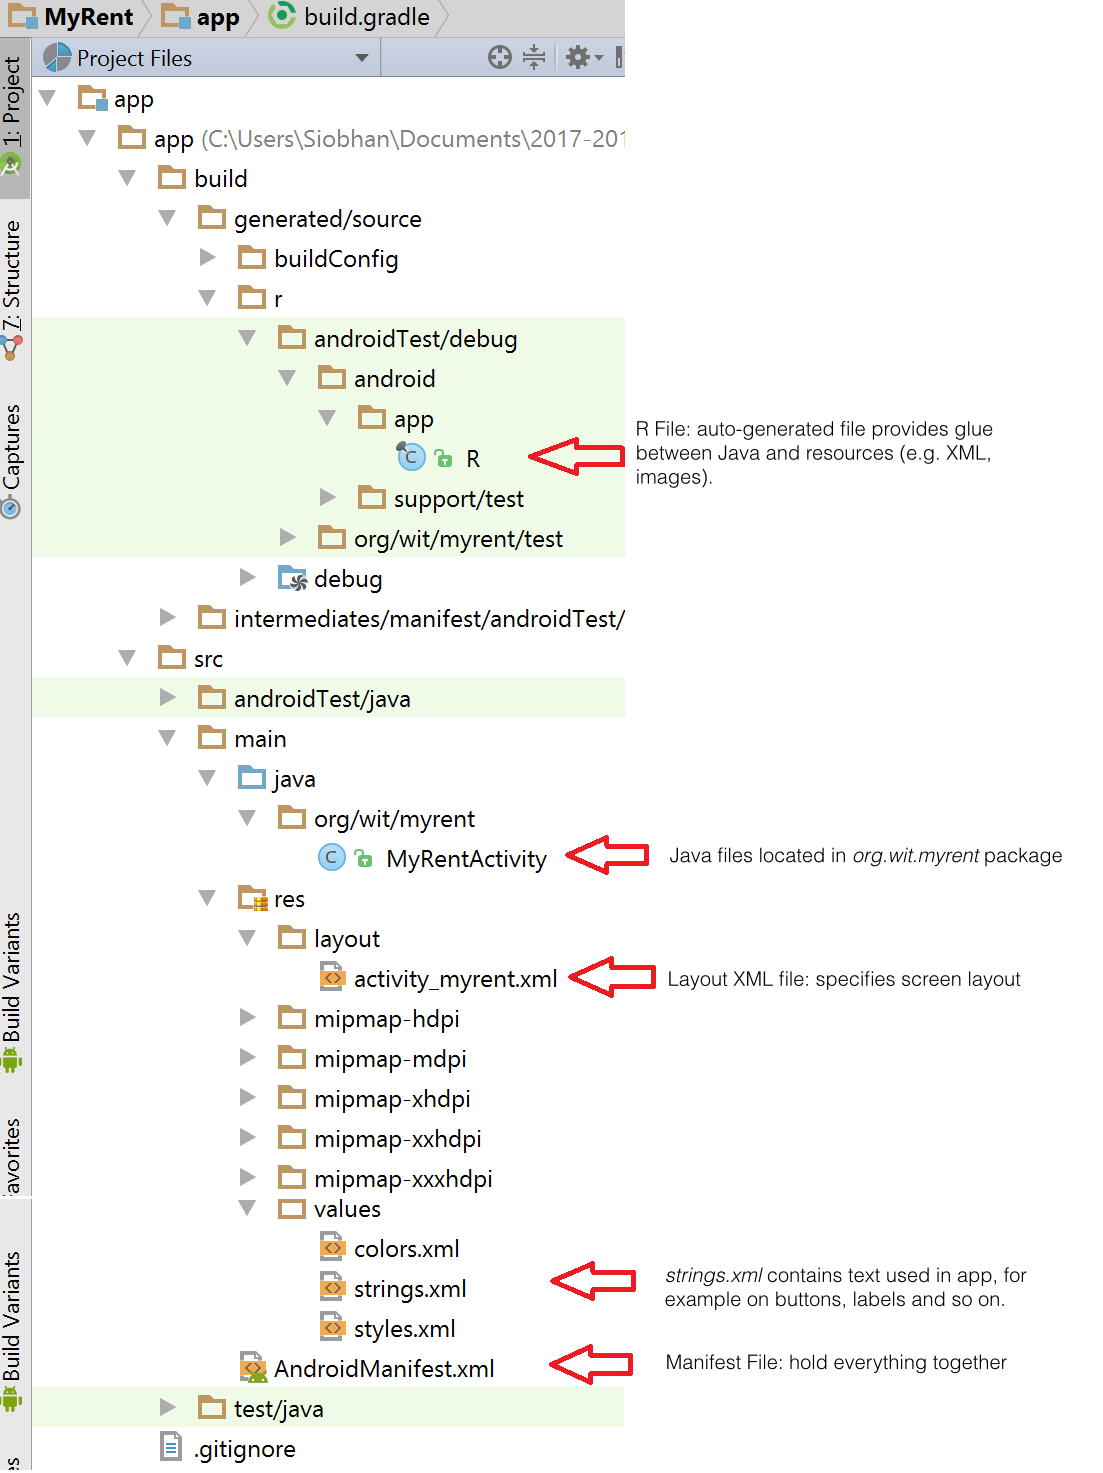 MyRent
app
build.gradle
1: Project
Project Files
app
app (C:\Users\Siobhan\Documents\2017-201
build
generated/source
7: Structure
buildConfig
r
androidTest/debug
android
Captures
app
R
R File: auto-generated file provides glue
between Java and resources (e.g. XML,
images).
support/test
org/wit/myrent/test
debug
intermediates/manifest/androidTest/
src
androidTest/java
main
java
org/wit/myrent
MyRentActivity
Java files located in org.wit.myrent package
res
Build Variants
layout
activity_myrent.xml
Layout XML file: specifies screen layout
mipmap-hdpi
mipmap-mdpi
mipmap-xhdpi
mipmap-xxhdpi
avorites
mipmap-xxxhdpi
values
colors.xml
strings.xml
strings.xml contains text used in app, for
example on buttons, labels and so on.
Build Variants
styles.xml
AndroidManifest.xml
Manifest File: hold everything together
test/java
.gitignore
es